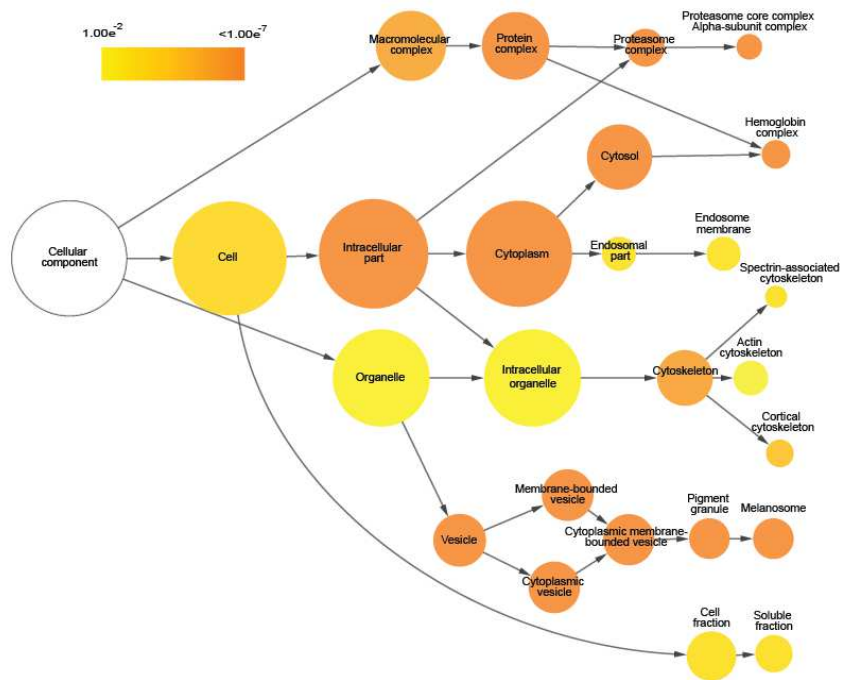 1.00e-2
<1.00e-7
Macromolecular
complex
Protein
complex
Proteasome
complex
Proteasome core complex
Alpha-subunit complex
Hemoglobin
complex
Cytosol
Cellular
component
Cell
Intracellular
part
Cytoplasm
Endosomal
part
Endosome
membrane
Spectrin-associated
cytoskeleton
Organelle
Intracellular
organelle
Cytoskeleton
Actin
cytoskeleton
Cortical
cytoskeleton
Vesicle
Membrane-bounded
vesicle
Cytoplasmic
vesicle
Cytoplasmic membrane-
bounded vesicle
Pigment
granule
Melanosome
Cell
fraction
Soluble
fraction